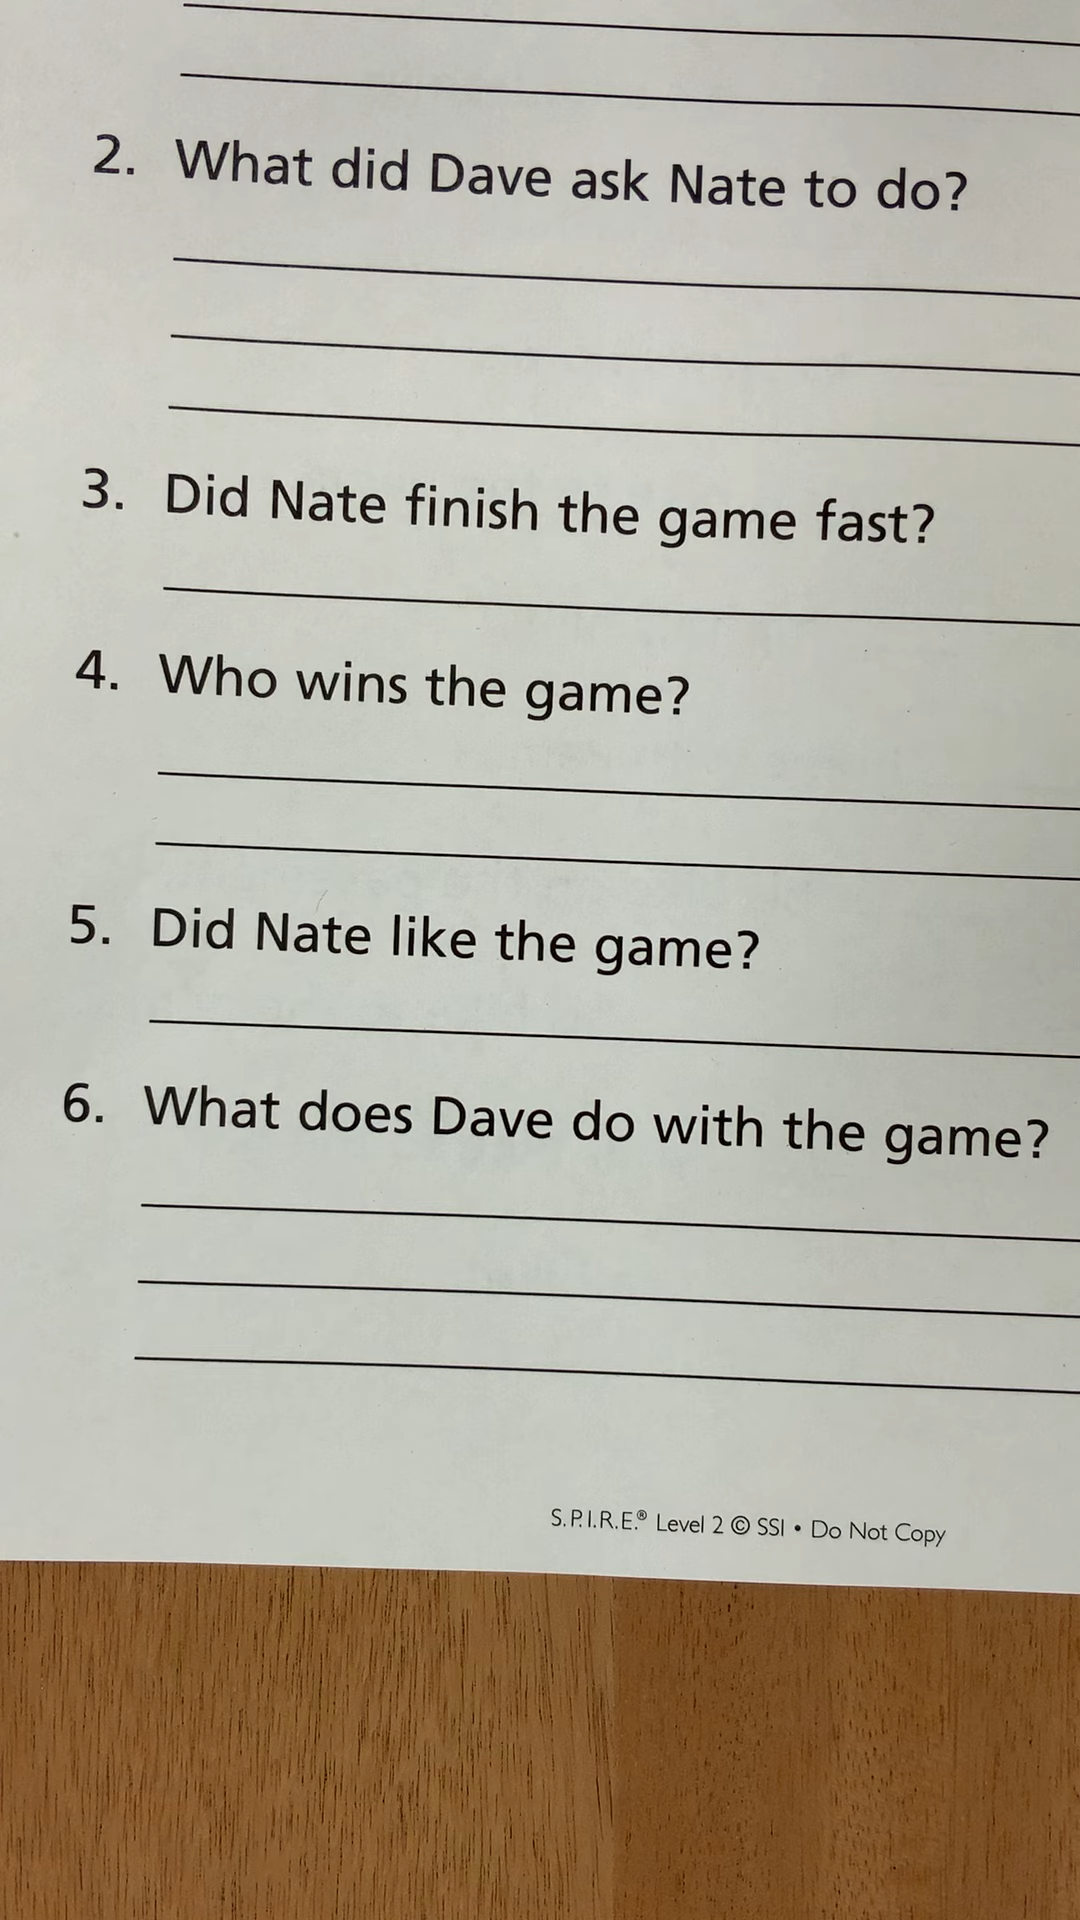 2. What did Dave ask Nate to do?
3. Did Nate finish the game fast?
4. Who wins the game?
5. Did Nate like the game?
6. What does Dave do with the game?
S.P.I.R.E.® Level 2 © SSI • Do Not Copy